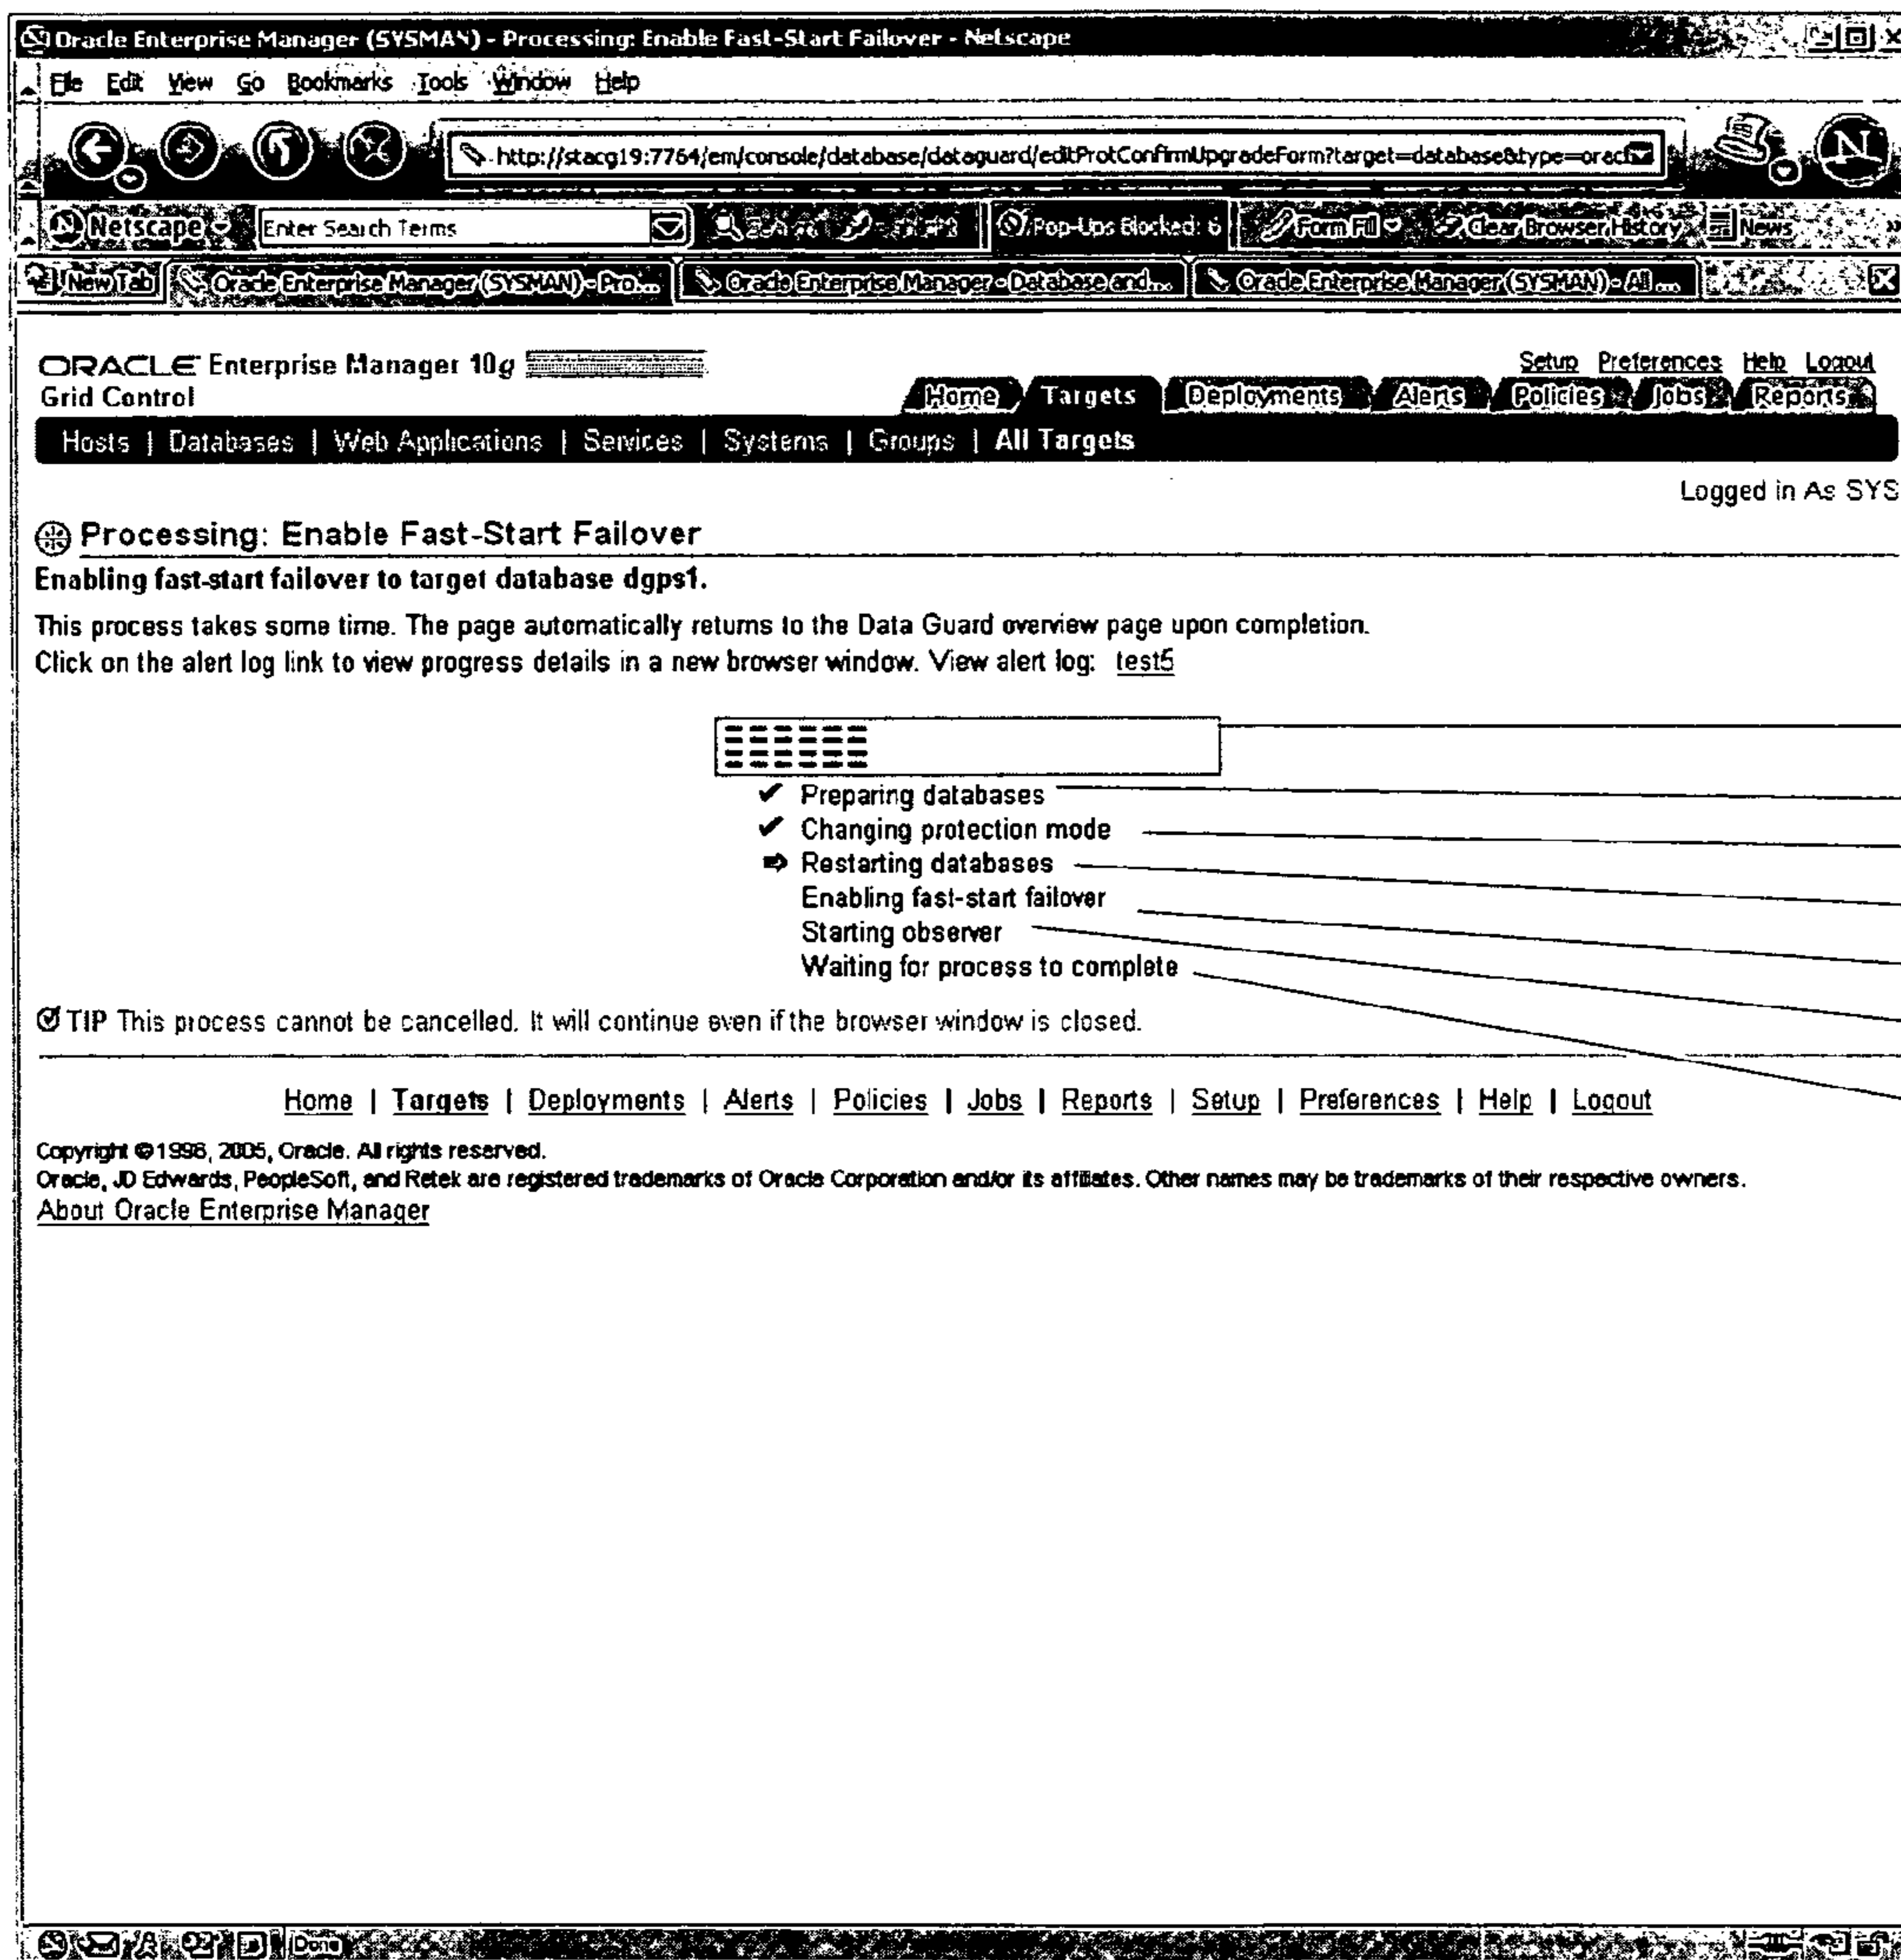 Oracle Enterprise Manager (SYSMAN) - Processing: Enable Fast-Start Failover - Netscape
File Edit View Go Bookmarks Tools Window Help
http://stacg19:7764/em/console/database/dataguard/editProtConfirmUpgradeForm?target=database&type=orac
N
Netscape Enter Search Terms Pop-Ups Blocked: 6 Form Fill Clear Browser History News
New Tab Oracle Enterprise Manager (SYSMAN) - Pro... Oracle Enterprise Manager - Database and... Oracle Enterprise Manager (SYSMAN) - All ...
ORACLE Enterprise Manager 10g
Grid Control
Setup Preferences Help Logout
Home Targets Deployments Alerts Policies Jobs Reports
Hosts | Databases | Web Applications | Services | Systems | Groups | All Targets
Logged in As SYS
Processing: Enable Fast-Start Failover
Enabling fast-start failover to target database dgps1.
This process takes some time. The page automatically returns to the Data Guard overview page upon completion.
Click on the alert log link to view progress details in a new browser window. View alert log: test5
Preparing databases
Changing protection mode
Restarting databases
Enabling fast-start failover
Starting observer
Waiting for process to complete
TIP This process cannot be cancelled. It will continue even if the browser window is closed.
Home | Targets | Deployments | Alerts | Policies | Jobs | Reports | Setup | Preferences | Help | Logout
Copyright © 1996, 2005, Oracle. All rights reserved.
Oracle, JD Edwards, PeopleSoft, and Retek are registered trademarks of Oracle Corporation and/or its affiliates. Other names may be trademarks of their respective owners.
About Oracle Enterprise Manager
Done